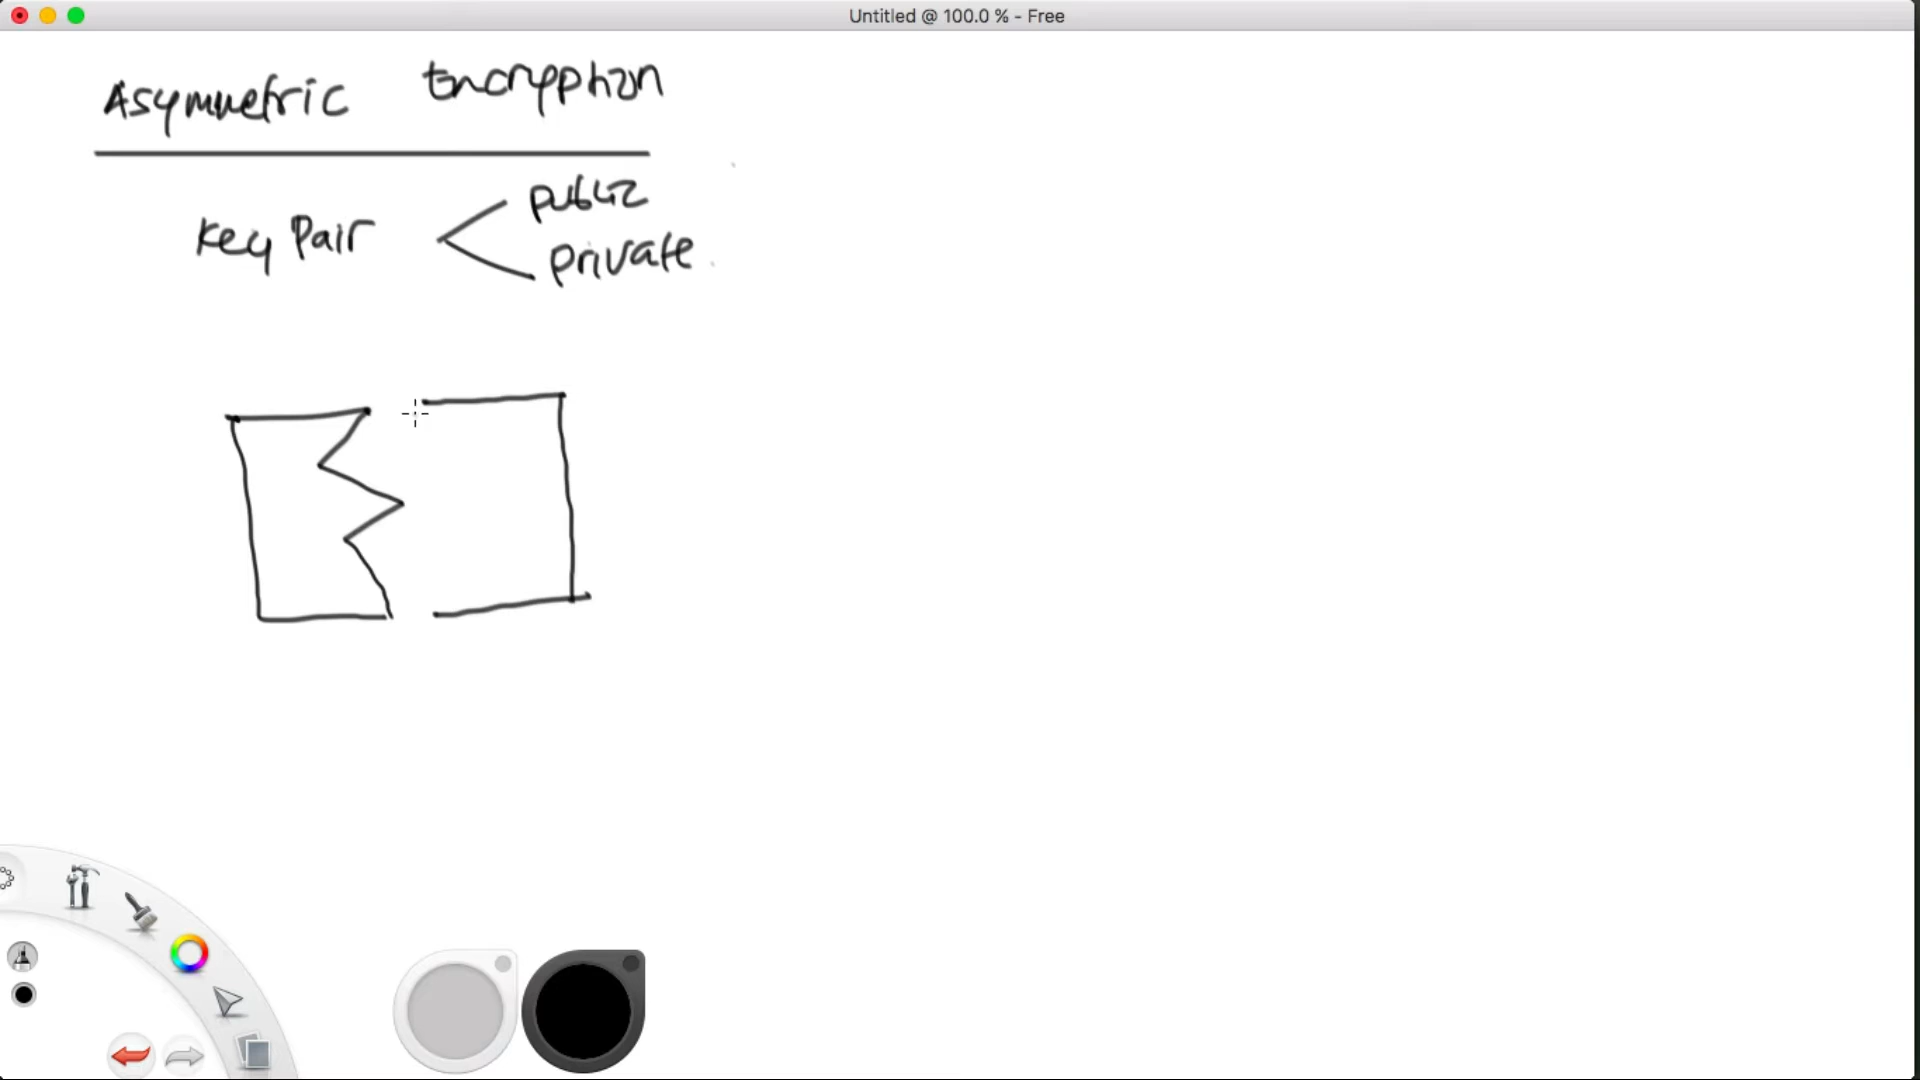 Untitled @ 100.0 % - Free
Asymmetric Encryption
Key Pair
public
private